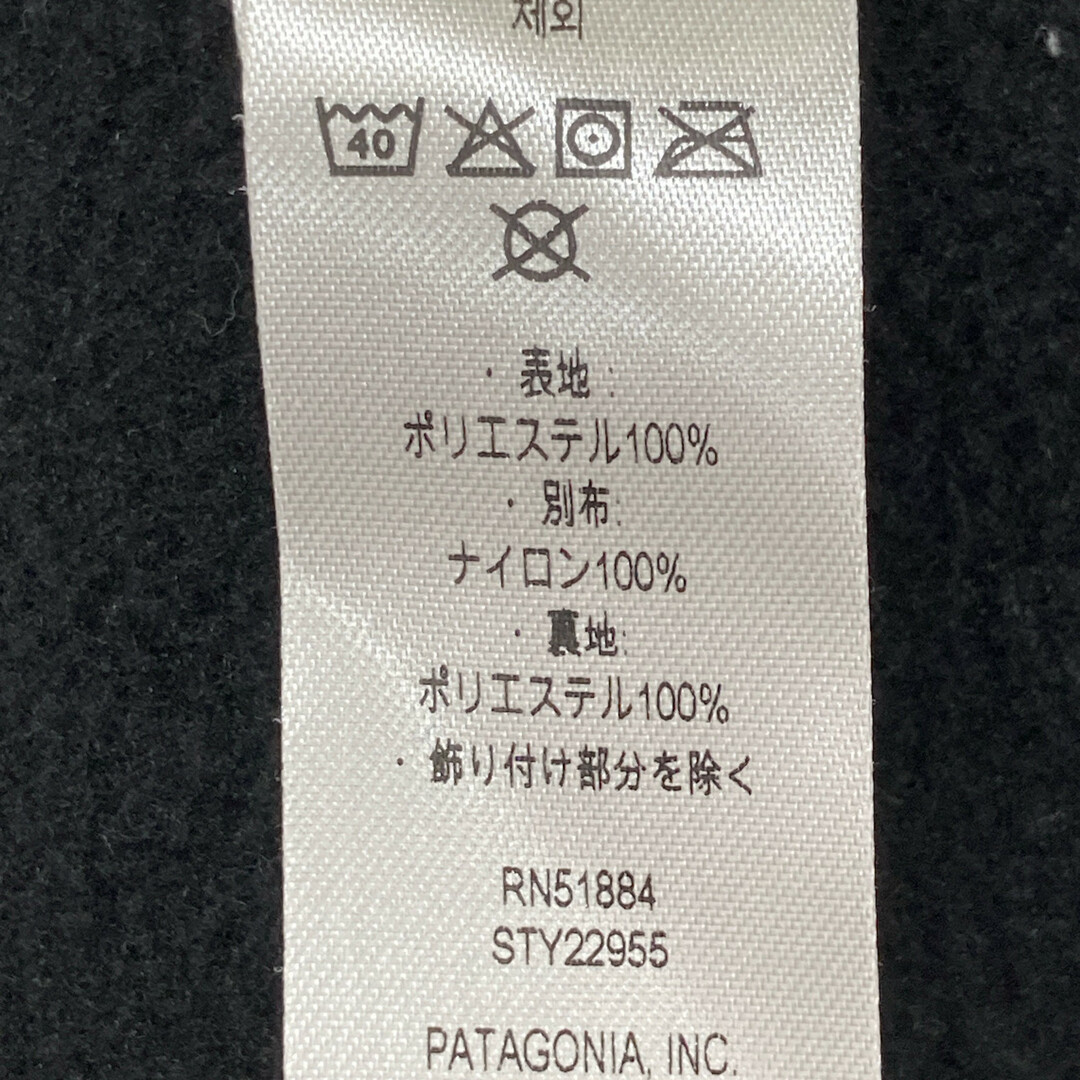 제외
40
· 表地 :
ポリエステル100%
· 別布:
ナイロン100%
· 裏地:
ポリエステル100%
· 飾り付け部分を除く
RN51884
STY22955
PATAGONIA, INC.